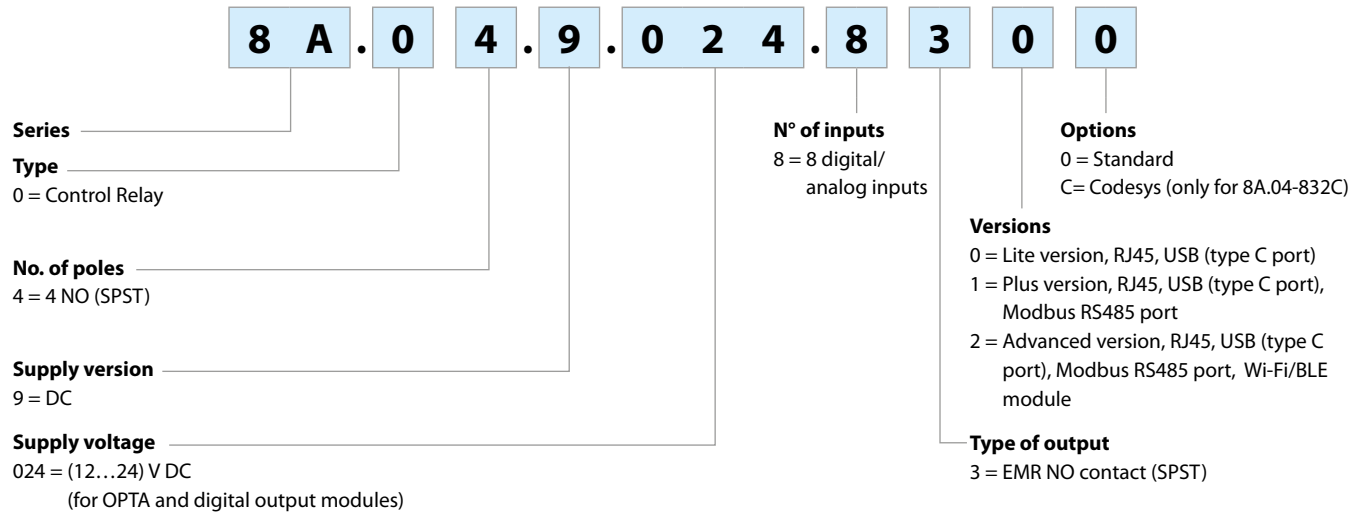 8 A . 0 4 . 9 . 0 2 4 . 8 3 0 0
Series
Type
0 = Control Relay
No. of poles
4 = 4 NO (SPST)
Supply version
9 = DC
Supply voltage
024 = (12…24) V DC
(for OPTA and digital output modules)
N° of inputs
8 = 8 digital/
analog inputs
Options
0 = Standard
C= Codesys (only for 8A.04-832C)
Versions
0 = Lite version, RJ45, USB (type C port)
1 = Plus version, RJ45, USB (type C port),
Modbus RS485 port
2 = Advanced version, RJ45, USB (type C
port), Modbus RS485 port, Wi-Fi/BLE
module
Type of output
3 = EMR NO contact (SPST)